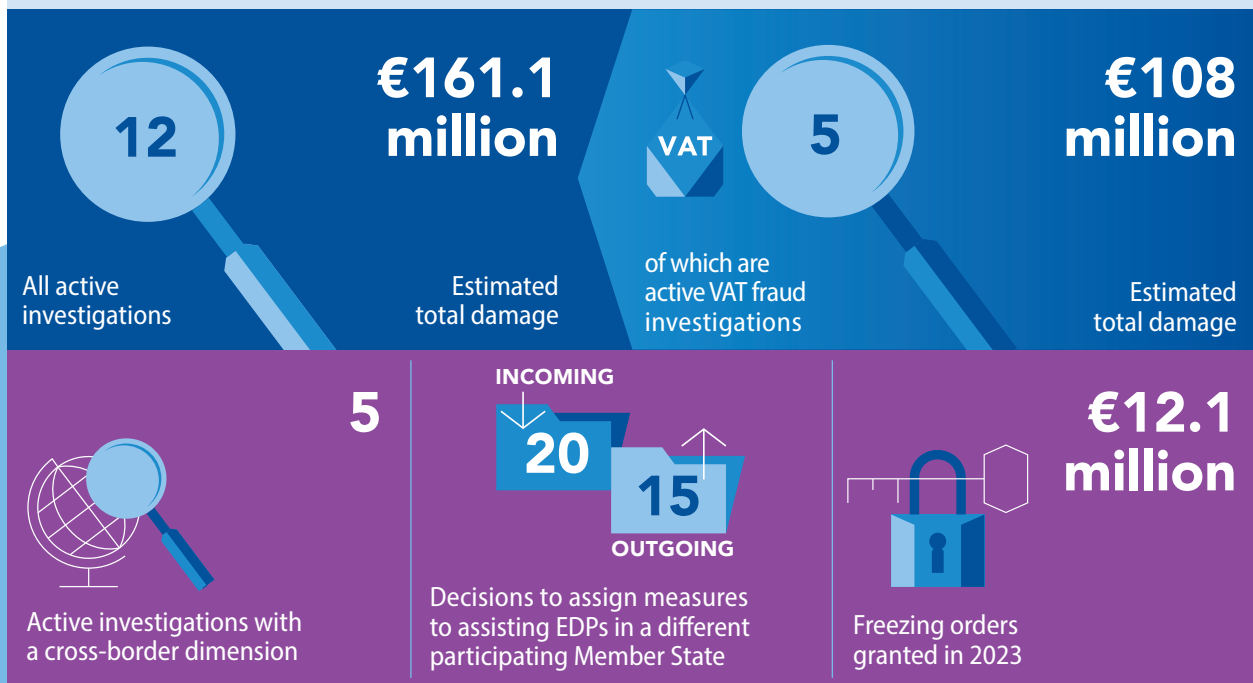 12
All active
investigations
€161.1
million
Estimated
total damage
VAT
5
of which are
active VAT fraud
investigations
€108
million
Estimated
total damage
5
Active investigations with
a cross-border dimension
INCOMING
20
15
OUTGOING
Decisions to assign measures
to assisting EDPs in a different
participating Member State
€12.1
million
Freezing orders
granted in 2023